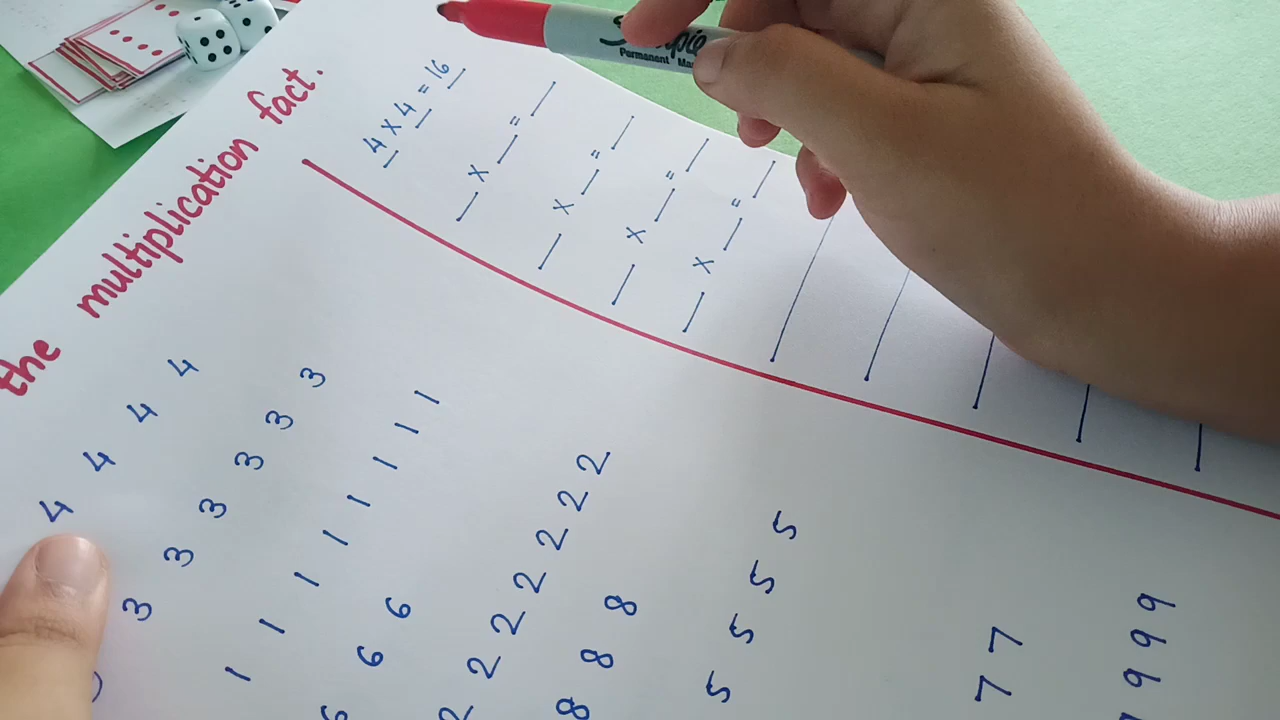 the multiplication fact.
4 4 4 4
4 x 4 = 16
3 3 3 3 3 3
_ x _ = _
1 1 1 1 1 1 1 1
_ x _ = _
6 6 6
2 2 2 2 2 2 2
_ x _ = _
8 8 8
_ x _ = _
5 5 5 5
7 7
9 9 9
Sharpie
Permanent